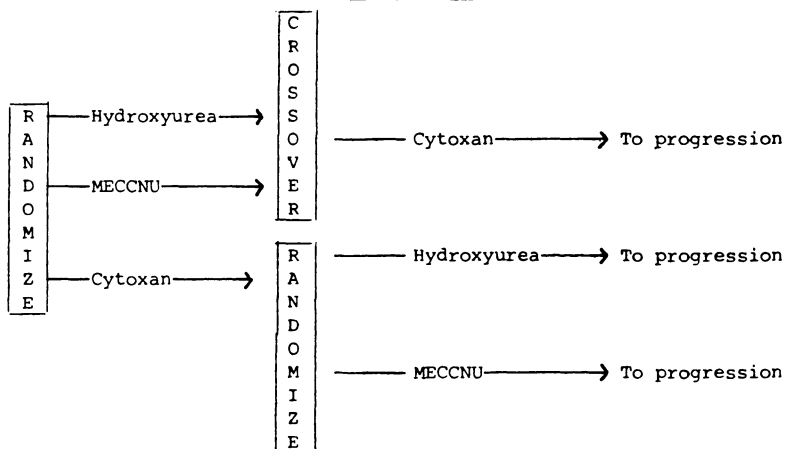 CROSSOVER
RANDOMIZE
Hydroxyurea
MECCNU
Cytoxan
Cytoxan To progression
RANDOMIZE
Hydroxyurea To progression
MECCNU To progression